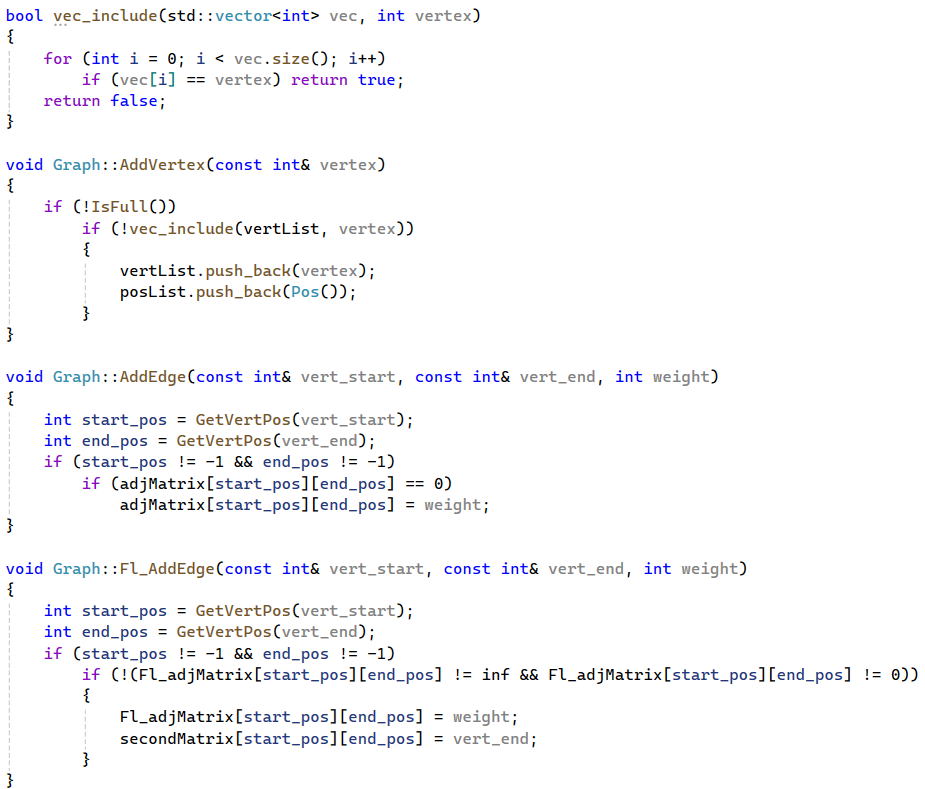 bool vec_include(std::vector<int> vec, int vertex)
{
    for (int i = 0; i < vec.size(); i++)
        if (vec[i] == vertex) return true;
    return false;
}

void Graph::AddVertex(const int& vertex)
{
    if (!IsFull())
        if (!vec_include(vertList, vertex))
        {
            vertList.push_back(vertex);
            posList.push_back(Pos());
        }
}

void Graph::AddEdge(const int& vert_start, const int& vert_end, int weight)
{
    int start_pos = GetVertPos(vert_start);
    int end_pos = GetVertPos(vert_end);
    if (start_pos != -1 && end_pos != -1)
        if (adjMatrix[start_pos][end_pos] == 0)
            adjMatrix[start_pos][end_pos] = weight;
}

void Graph::Fl_AddEdge(const int& vert_start, const int& vert_end, int weight)
{
    int start_pos = GetVertPos(vert_start);
    int end_pos = GetVertPos(vert_end);
    if (start_pos != -1 && end_pos != -1)
        if (!(Fl_adjMatrix[start_pos][end_pos] != inf && Fl_adjMatrix[start_pos][end_pos] != 0))
        {
            Fl_adjMatrix[start_pos][end_pos] = weight;
            secondMatrix[start_pos][end_pos] = vert_end;
        }
}